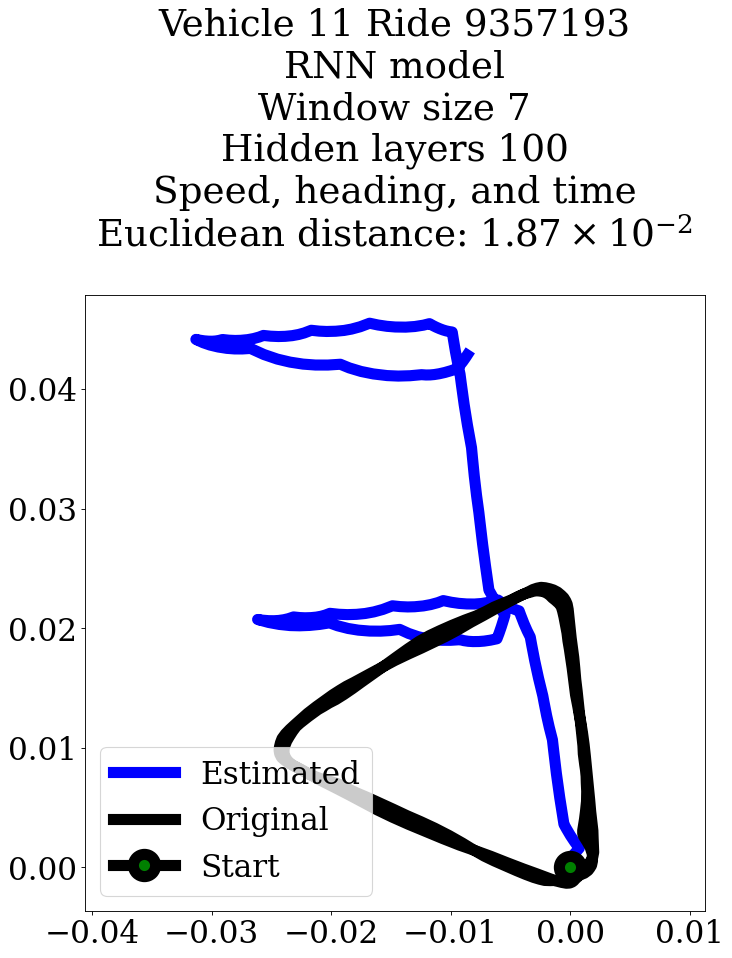 Vehicle 11 Ride 9357193
RNN model
Window size 7
Hidden layers 100
Speed, heading, and time
Euclidean distance: 1.87 × 10⁻²
0.04
0.03
0.02
0.01
0.00
Estimated
Original
Start
−0.04 −0.03 −0.02 −0.01 0.00 0.01